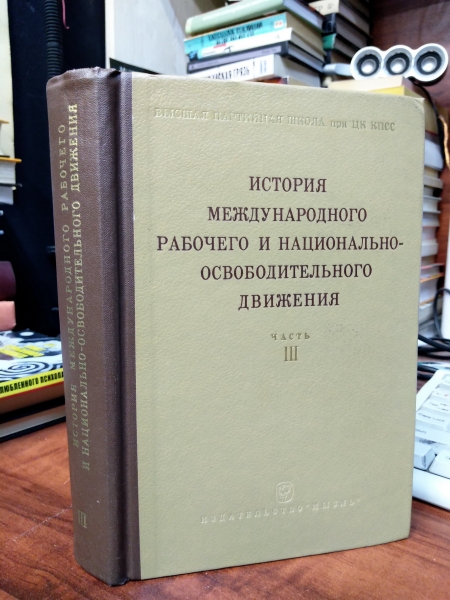 ВЫСШАЯ ПАРТИЙНАЯ ШКОЛА при ЦК КПСС
ИСТОРИЯ
МЕЖДУНАРОДНОГО
РАБОЧЕГО И НАЦИОНАЛЬНО-
ОСВОБОДИТЕЛЬНОГО
ДВИЖЕНИЯ
ЧАСТЬ
III
ИЗДАТЕЛЬСТВО "МЫСЛЬ"
ИСТОРИЯ МЕЖДУНАРОДНОГО РАБОЧЕГО
И НАЦИОНАЛЬНО-ОСВОБОДИТЕЛЬНОГО ДВИЖЕНИЯ
III